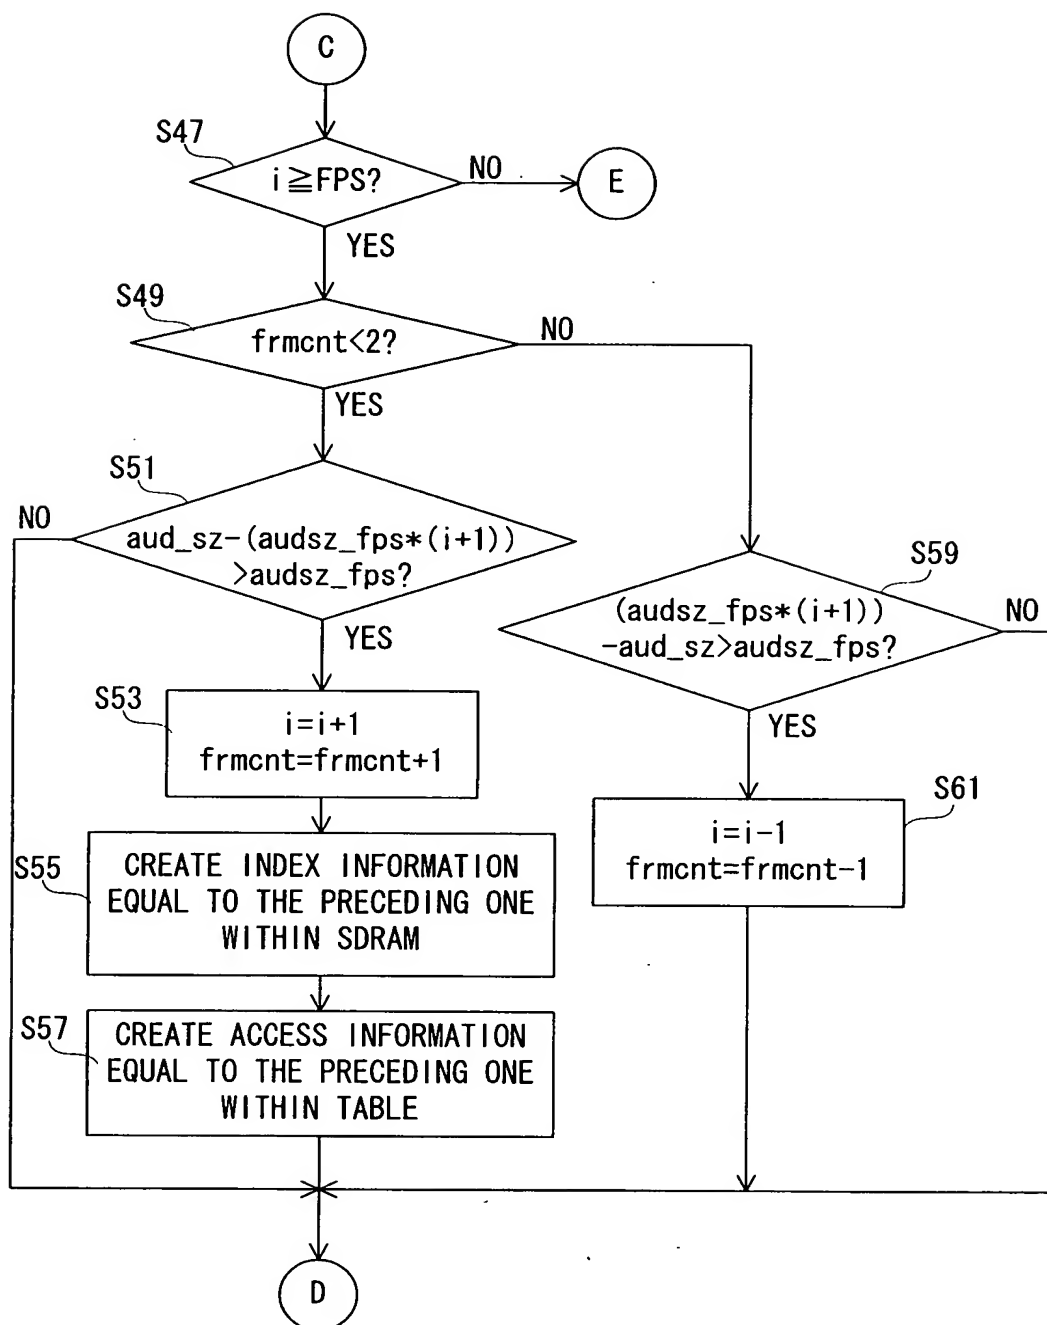 C
S47
i≧FPS?
NO
E
YES
S49
frmcnt<2?
NO
YES
S51
NO
aud_sz-(audsz_fps*(i+1))
>audsz_fps?
YES
S59
(audsz_fps*(i+1))
-aud_sz>audsz_fps?
NO
YES
S53
i=i+1
frmcnt=frmcnt+1
S61
i=i-1
frmcnt=frmcnt-1
S55
CREATE INDEX INFORMATION
EQUAL TO THE PRECEDING ONE
WITHIN SDRAM
S57
CREATE ACCESS INFORMATION
EQUAL TO THE PRECEDING ONE
WITHIN TABLE
D